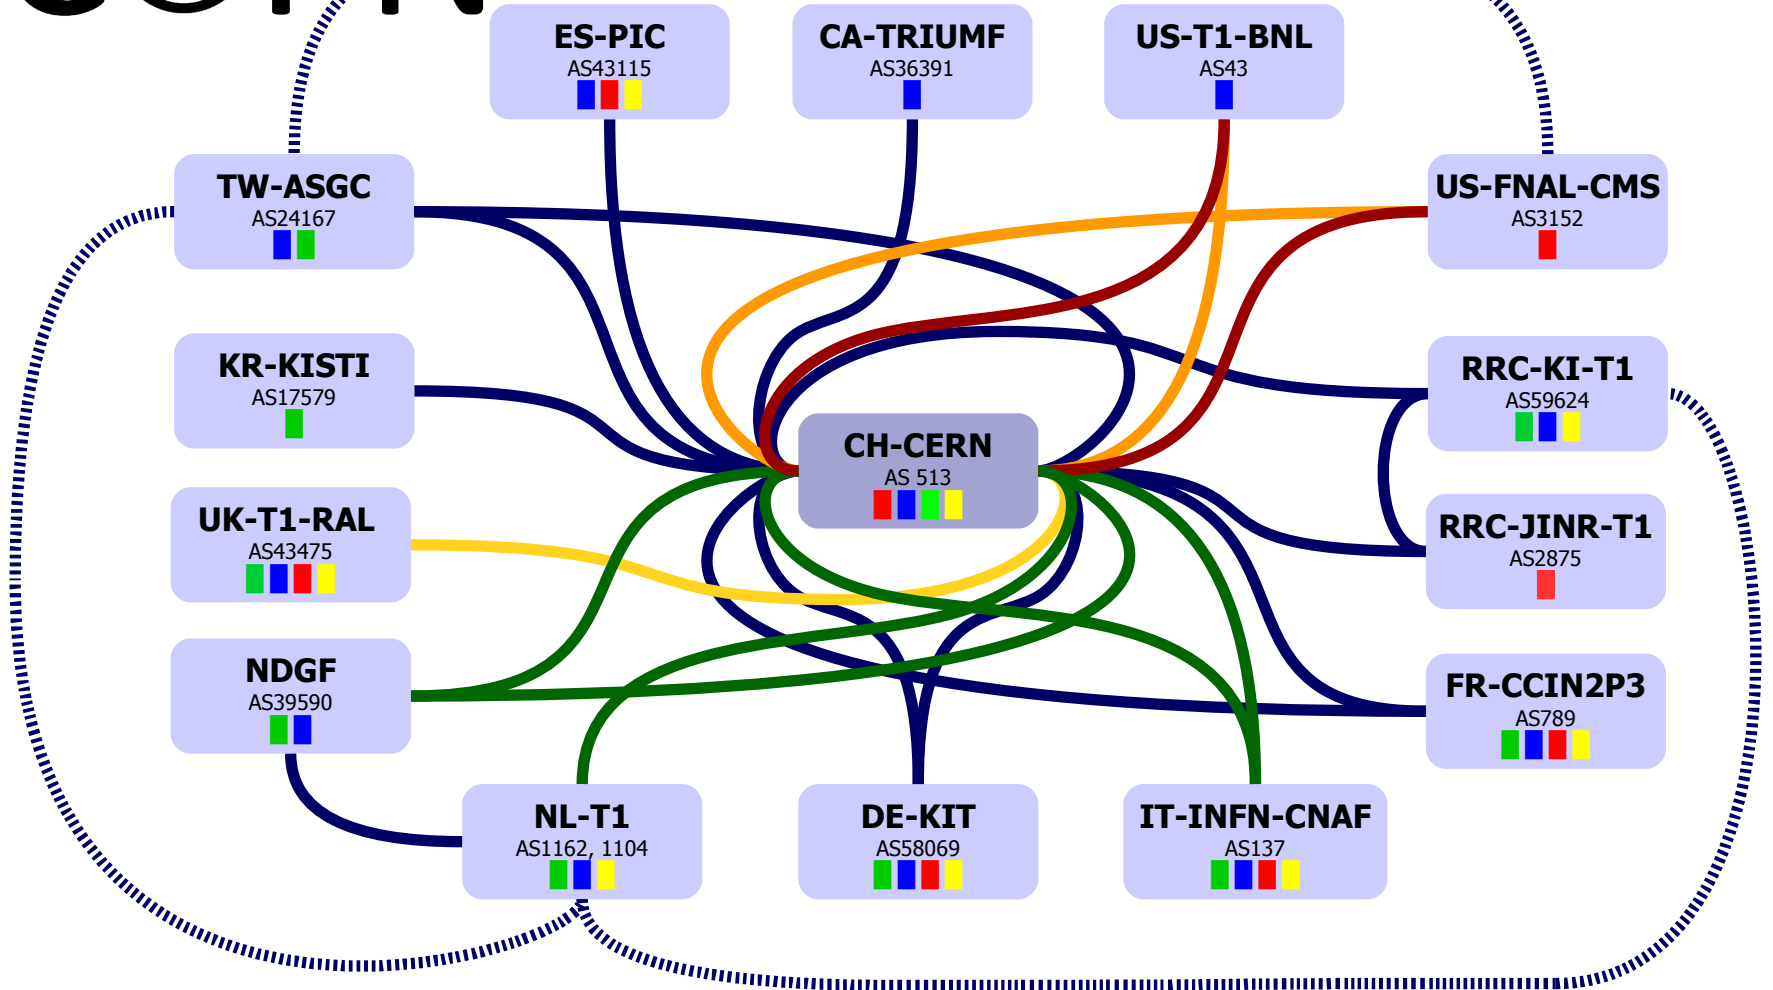 ES-PIC
AS43115
CA-TRIUMF
AS36391
US-T1-BNL
AS43
TW-ASGC
AS24167
US-FNAL-CMS
AS3152
KR-KISTI
AS17579
RRC-KI-T1
AS59624
CH-CERN
AS 513
UK-T1-RAL
AS43475
RRC-JINR-T1
AS2875
NDGF
AS39590
FR-CCIN2P3
AS789
NL-T1
AS1162, 1104
DE-KIT
AS58069
IT-INFN-CNAF
AS137